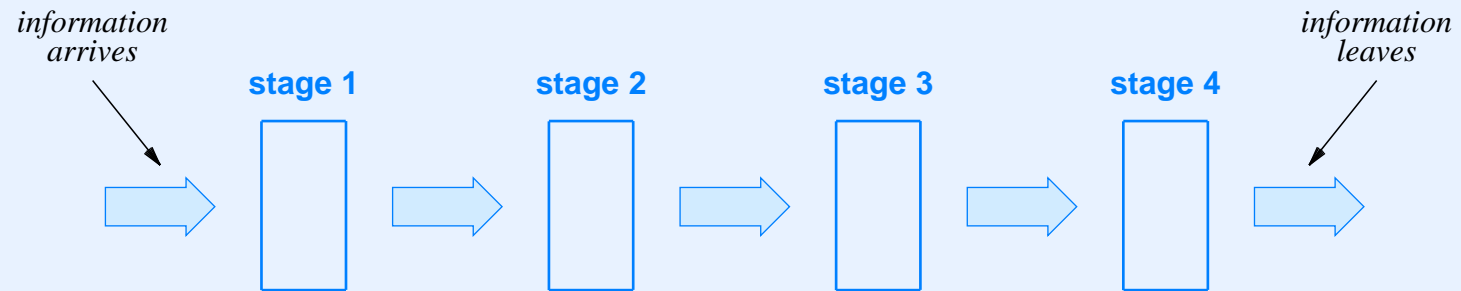 information
arrives
information
leaves
stage 1
stage 2
stage 3
stage 4